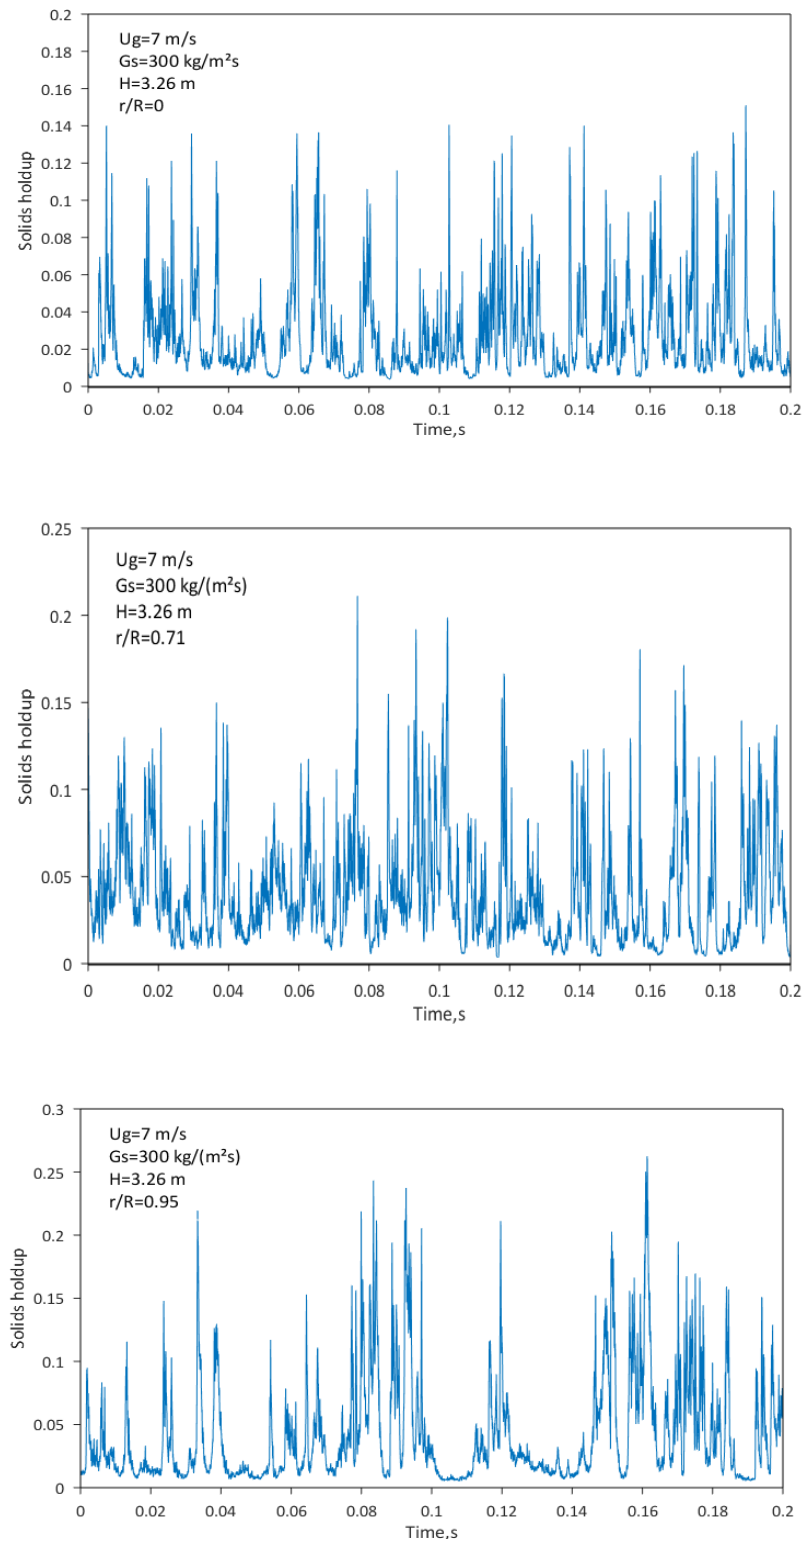 0.2
Ug=7 m/s
Gs=300 kg/m²s
H=3.26 m
r/R=0
0.18
0.16
0.14
0.12
0.1
0.08
0.06
0.04
0.02
0
Solids holdup
0 0.02 0.04 0.06 0.08 0.1 0.12 0.14 0.16 0.18 0.2
Time,s
0.25
Ug=7 m/s
Gs=300 kg/(m²s)
H=3.26 m
r/R=0.71
0.2
0.15
0.1
0.05
0
Solids holdup
0 0.02 0.04 0.06 0.08 0.1 0.12 0.14 0.16 0.18 0.2
Time,s
0.3
Ug=7 m/s
Gs=300 kg/(m²s)
H=3.26 m
r/R=0.95
0.25
0.2
0.15
0.1
0.05
0
Solids holdup
0 0.02 0.04 0.06 0.08 0.1 0.12 0.14 0.16 0.18 0.2
Time,s